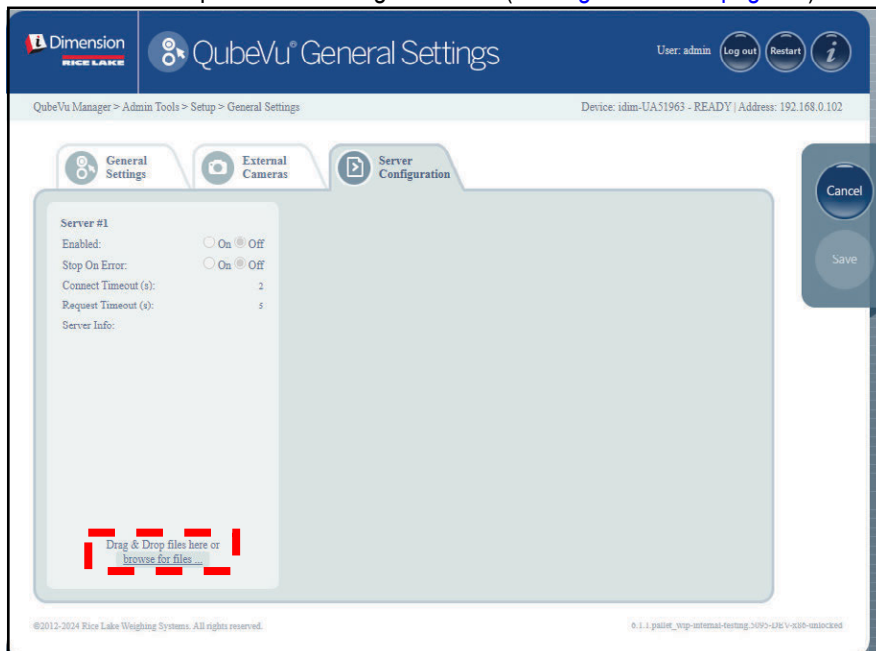 Dimension
RICE LAKE
QubeVu® General Settings
User: admin
Log out
Restart
i
QubeVu Manager > Admin Tools > Setup > General Settings
Device: idim-UA51963 - READY | Address: 192.168.0.102
General
Settings
External
Cameras
Server
Configuration
Cancel
Save
Server #1
Enabled: On Off
Stop On Error: On Off
Connect Timeout (s): 2
Request Timeout (s): 5
Server Info:
Drag & Drop files here or
browse for files ...
©2012-2024 Rice Lake Weighing Systems. All rights reserved.